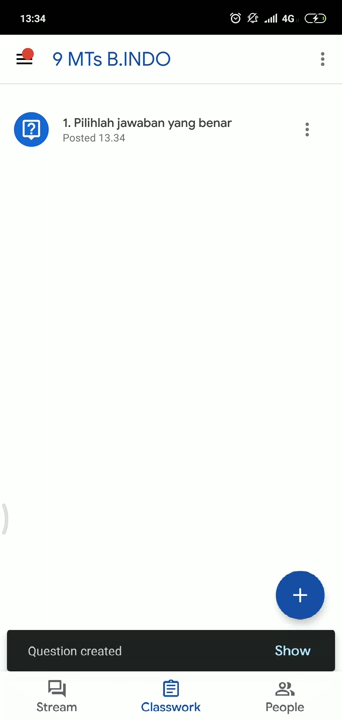 13:34
4G
9 MTs B.INDO
1. Pilihlah jawaban yang benar
Posted 13.34
Question created
Show
Stream
Classwork
People